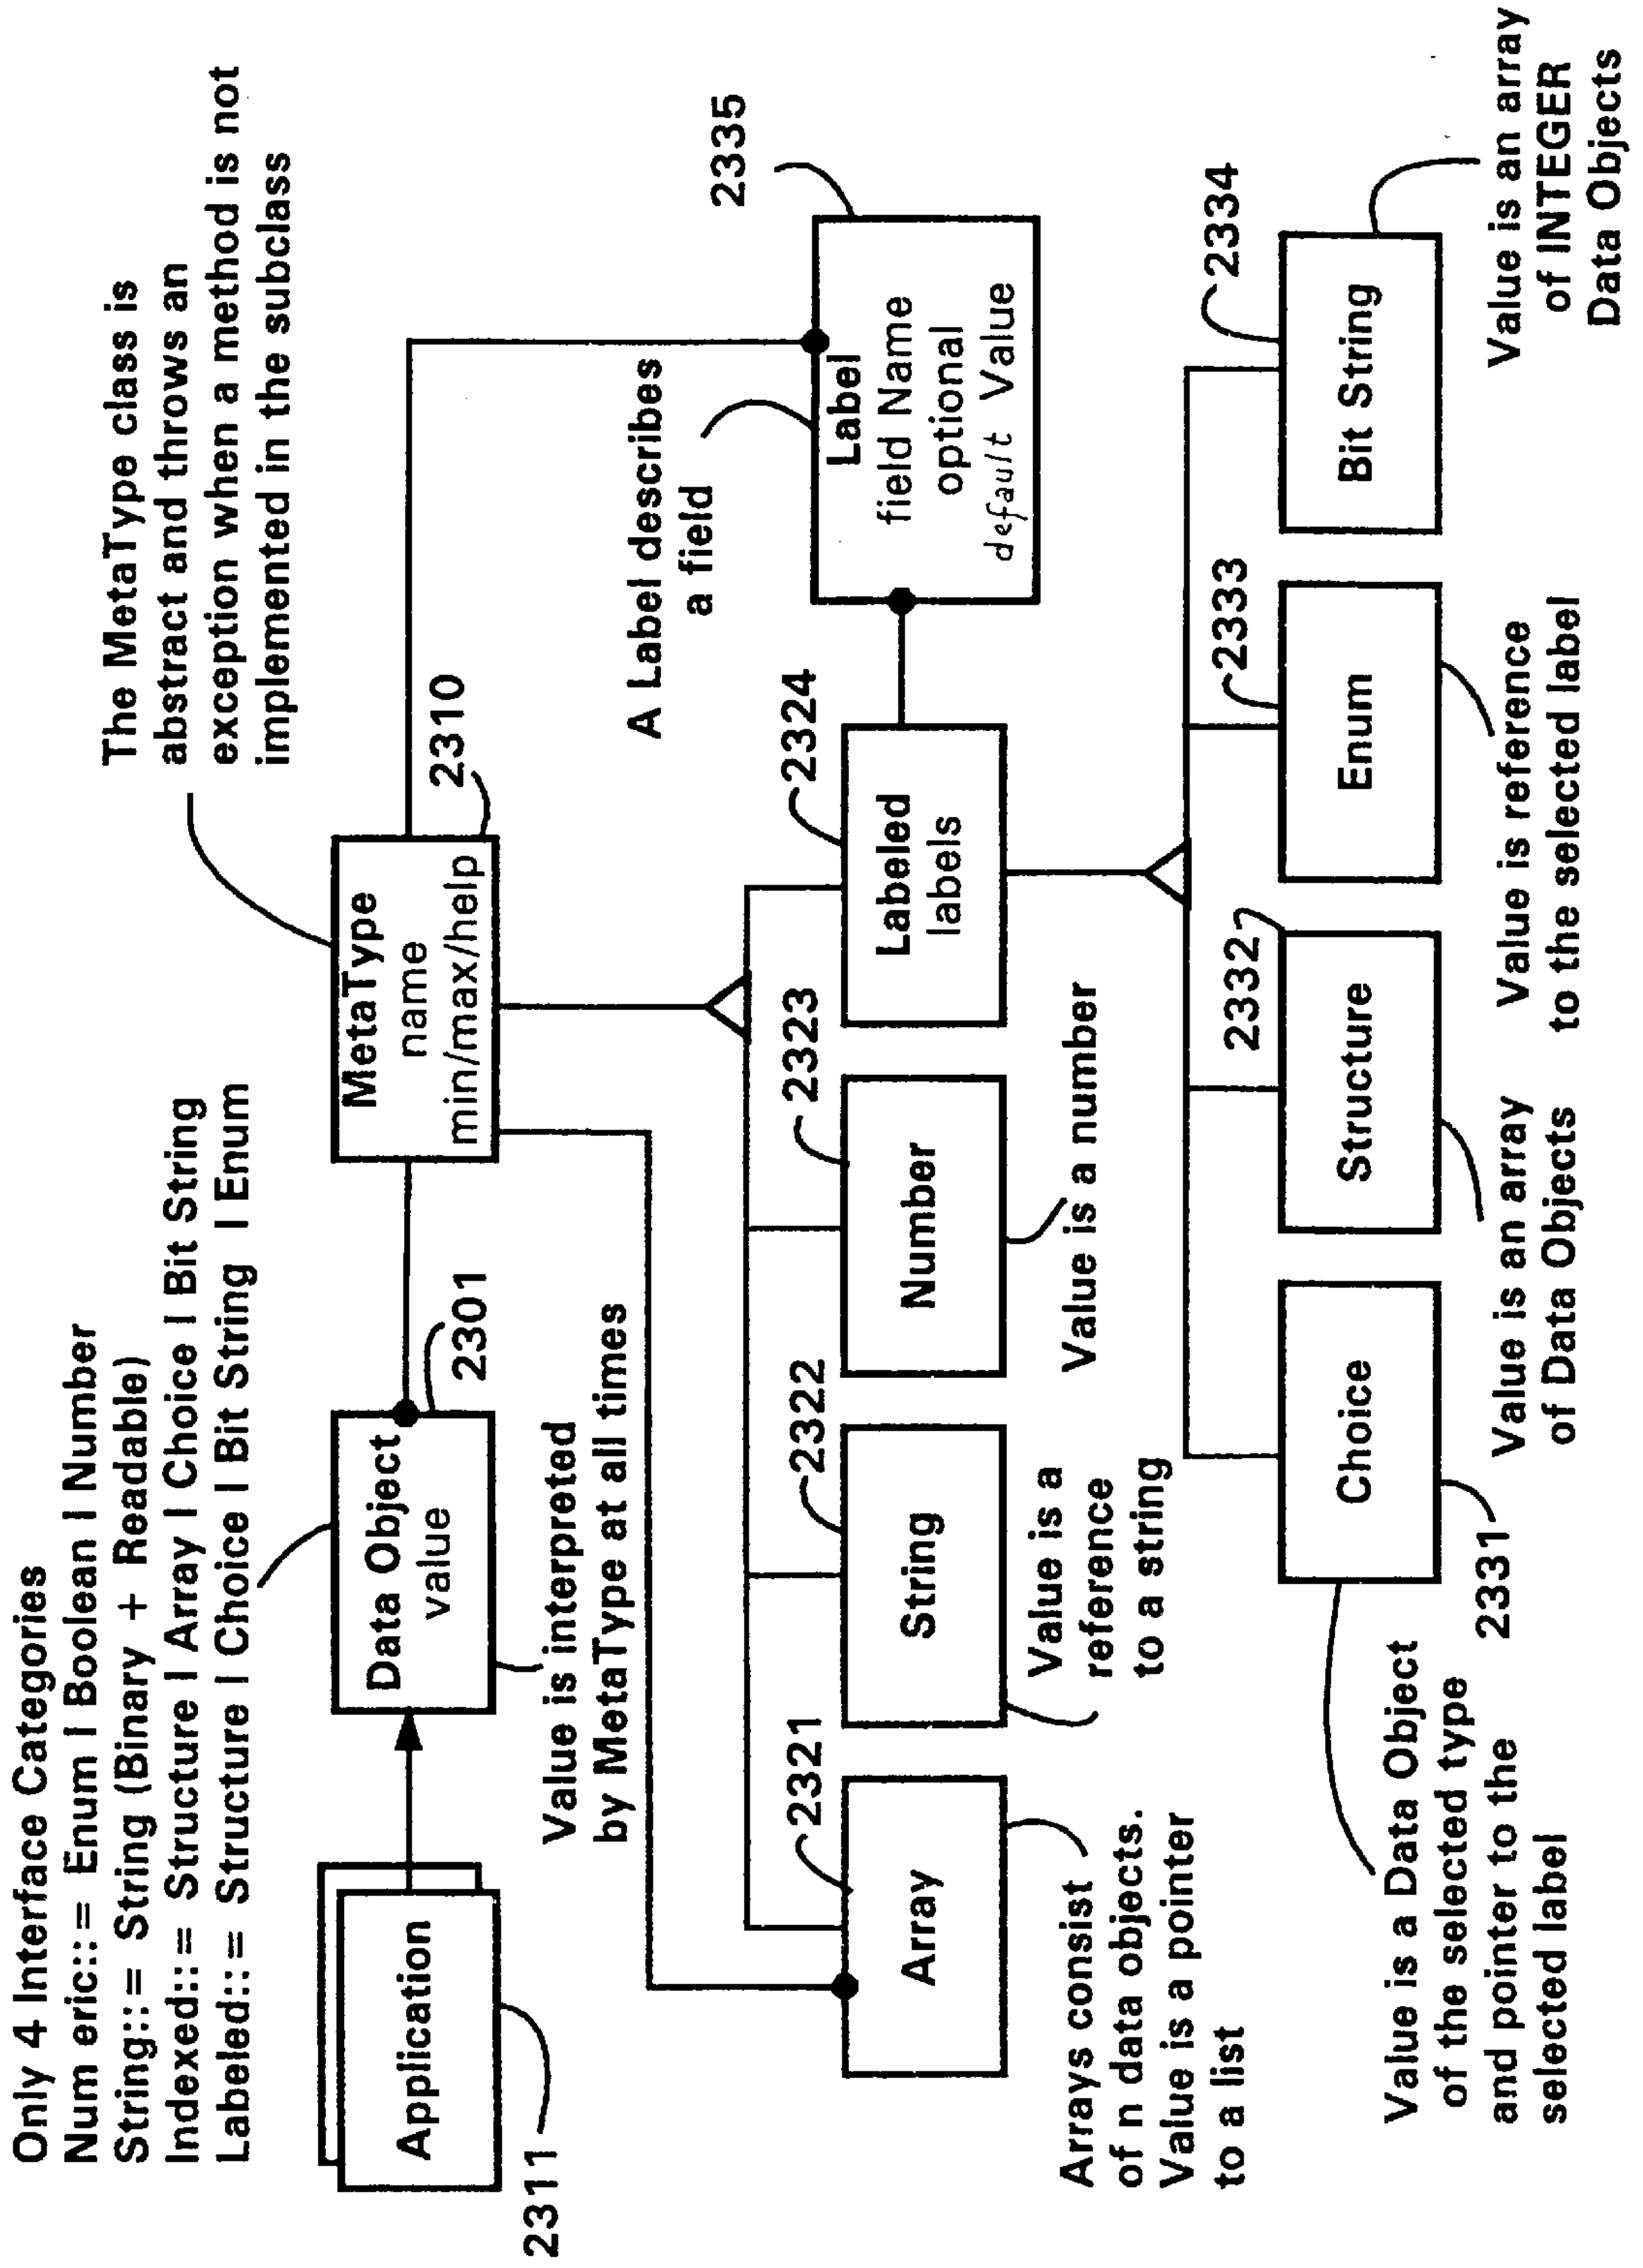 Only 4 Interface Categories
Num eric::= Enum I Boolean I Number
String::= String (Binary + Readable)
Indexed::= Structure I Array I Choice I Bit String
Labeled::= Structure I Choice I Bit String I Enum
The MetaType class is
abstract and throws an
exception when a method is not
implemented in the subclass
Application
2311
Data Object
value
2301
Value is interpreted
by MetaType at all times
MetaType
name
min/max/help
2310
A Label describes
a field
Label
field Name
optional
default Value
2335
Array
2321
Arrays consist
of n data objects.
Value is a pointer
to a list
String
2322
Value is a
reference
to a string
Number
2323
Value is a number
Labeled
labels
2324
Choice
2331
Value is a Data Object
of the selected type
and pointer to the
selected label
Structure
2332
Value is an array
of Data Objects
Enum
2333
Value is reference
to the selected label
Bit String
2334
Value is an array
of INTEGER
Data Objects